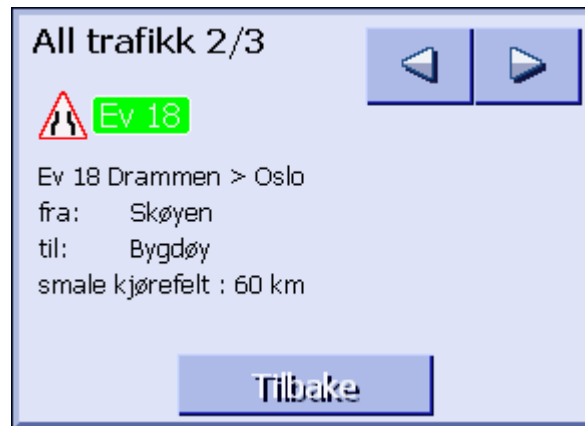 All trafikk 2/3
Ev 18
Ev 18 Drammen > Oslo
fra: Skøyen
til: Bygdøy
smale kjørefelt : 60 km
Tilbake